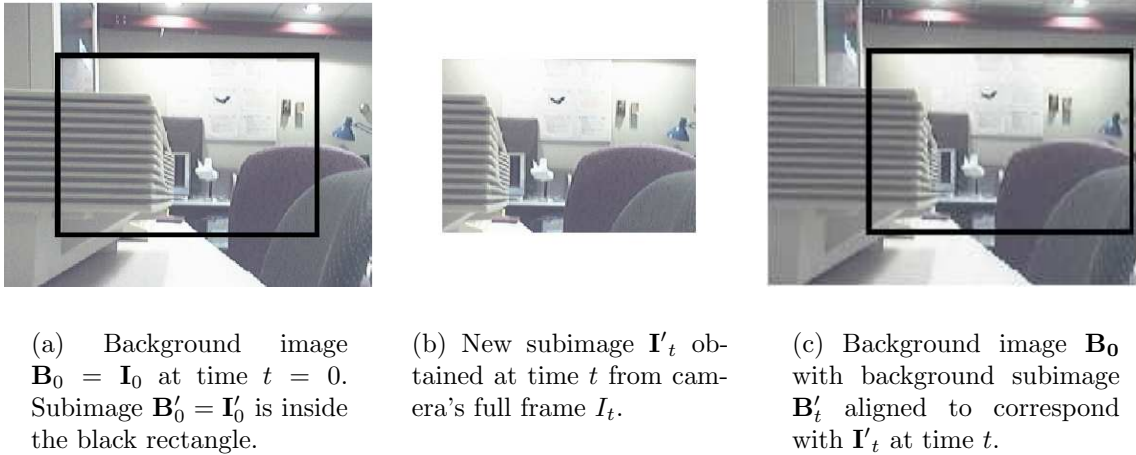 (a) Background image
B₀ = I₀ at time t = 0.
Subimage B′₀ = I′₀ is inside
the black rectangle.
(b) New subimage I′ₜ ob-
tained at time t from cam-
era's full frame Iₜ.
(c) Background image B₀
with background subimage
B′ₜ aligned to correspond
with I′ₜ at time t.